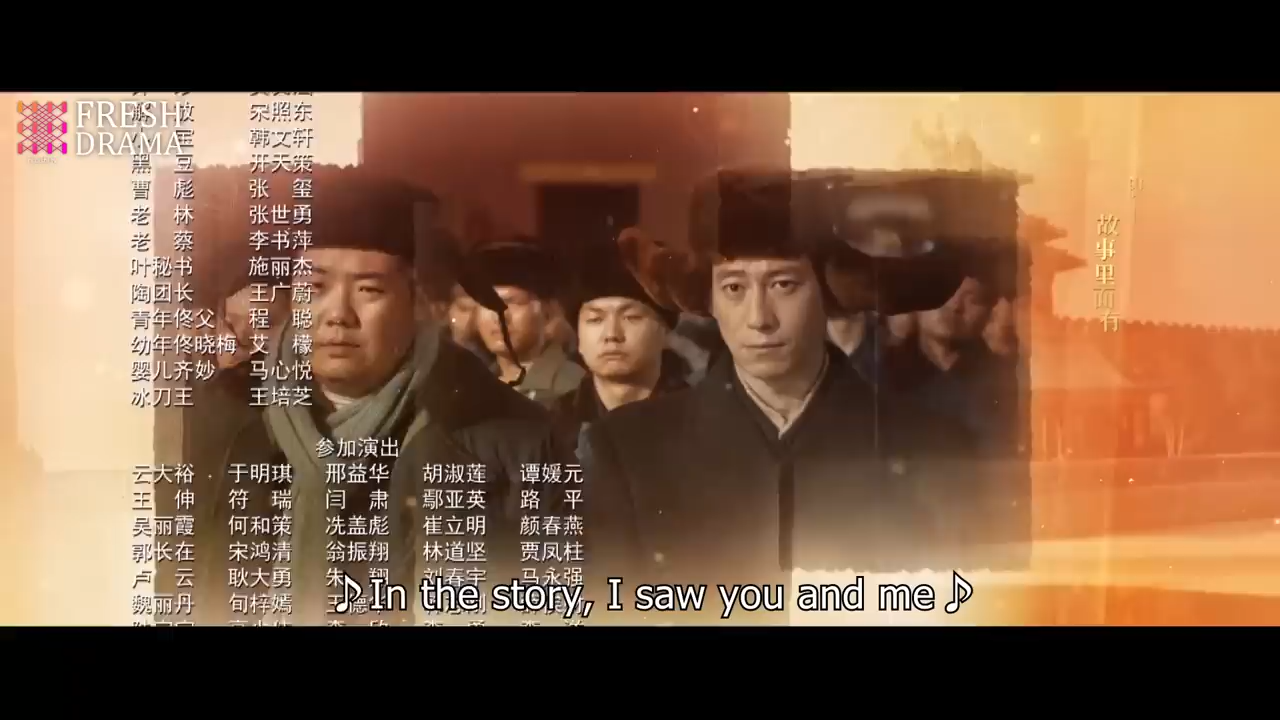 FRESH
DRAMA
解 放 宋照东
韩文轩
黑 豆 开天策
曹 彪 张 玺
老 林 张世勇
老 蔡 李书萍
叶秘书 施丽杰
陶团长 王广蔚
青年佟父 程 聪
幼年佟晓梅 艾 檬
婴儿齐妙 马心悦
冰刀王 王培芝
参加演出
云大裕 于明琪 邢益华 胡淑莲 谭媛元
王 伸 符 瑞 闫 肃 鄢亚英 路 平
吴丽霞 何和策 冼盖彪 崔立明 颜春燕
郭长在 宋鸿清 翁振翔 林道坚 贾凤柱
卢 云 耿大勇 朱 翔 刘春宇 马永强
魏丽丹 旬梓嫣
故事里面有
♪In the story, I saw you and me♪